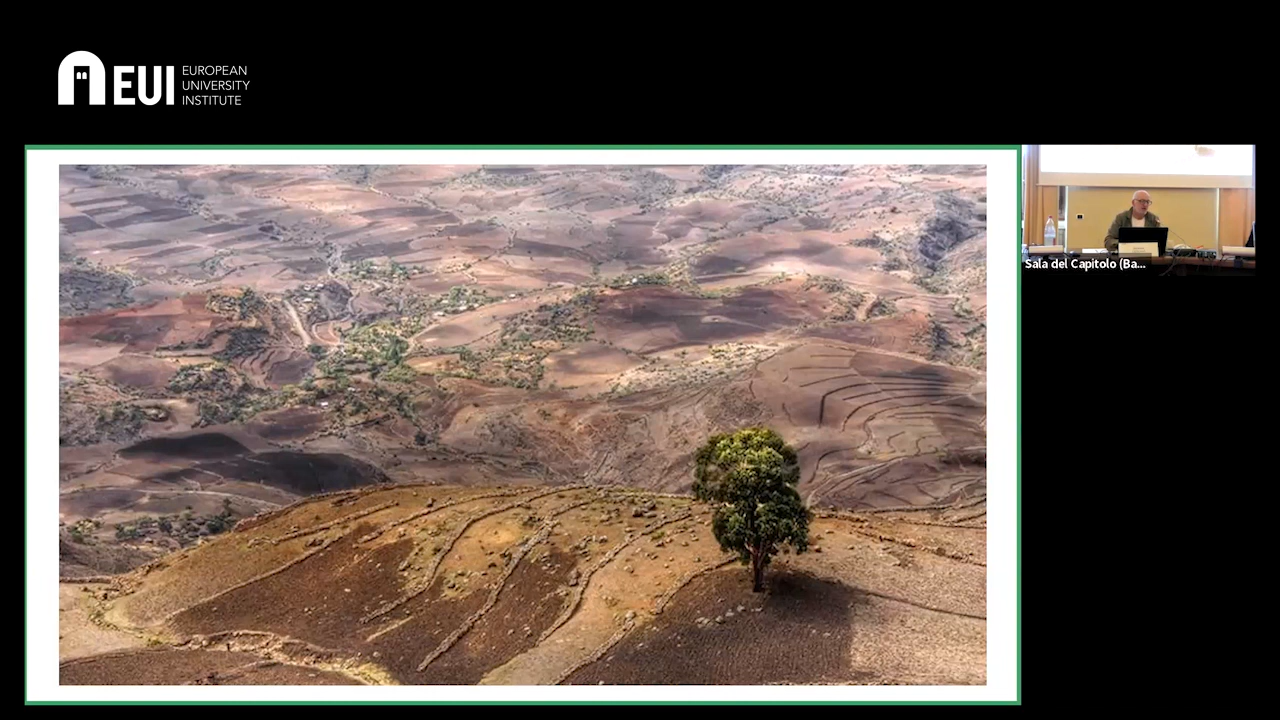 EUI
EUROPEAN
UNIVERSITY
INSTITUTE
Sala del Capitolo (Ba...